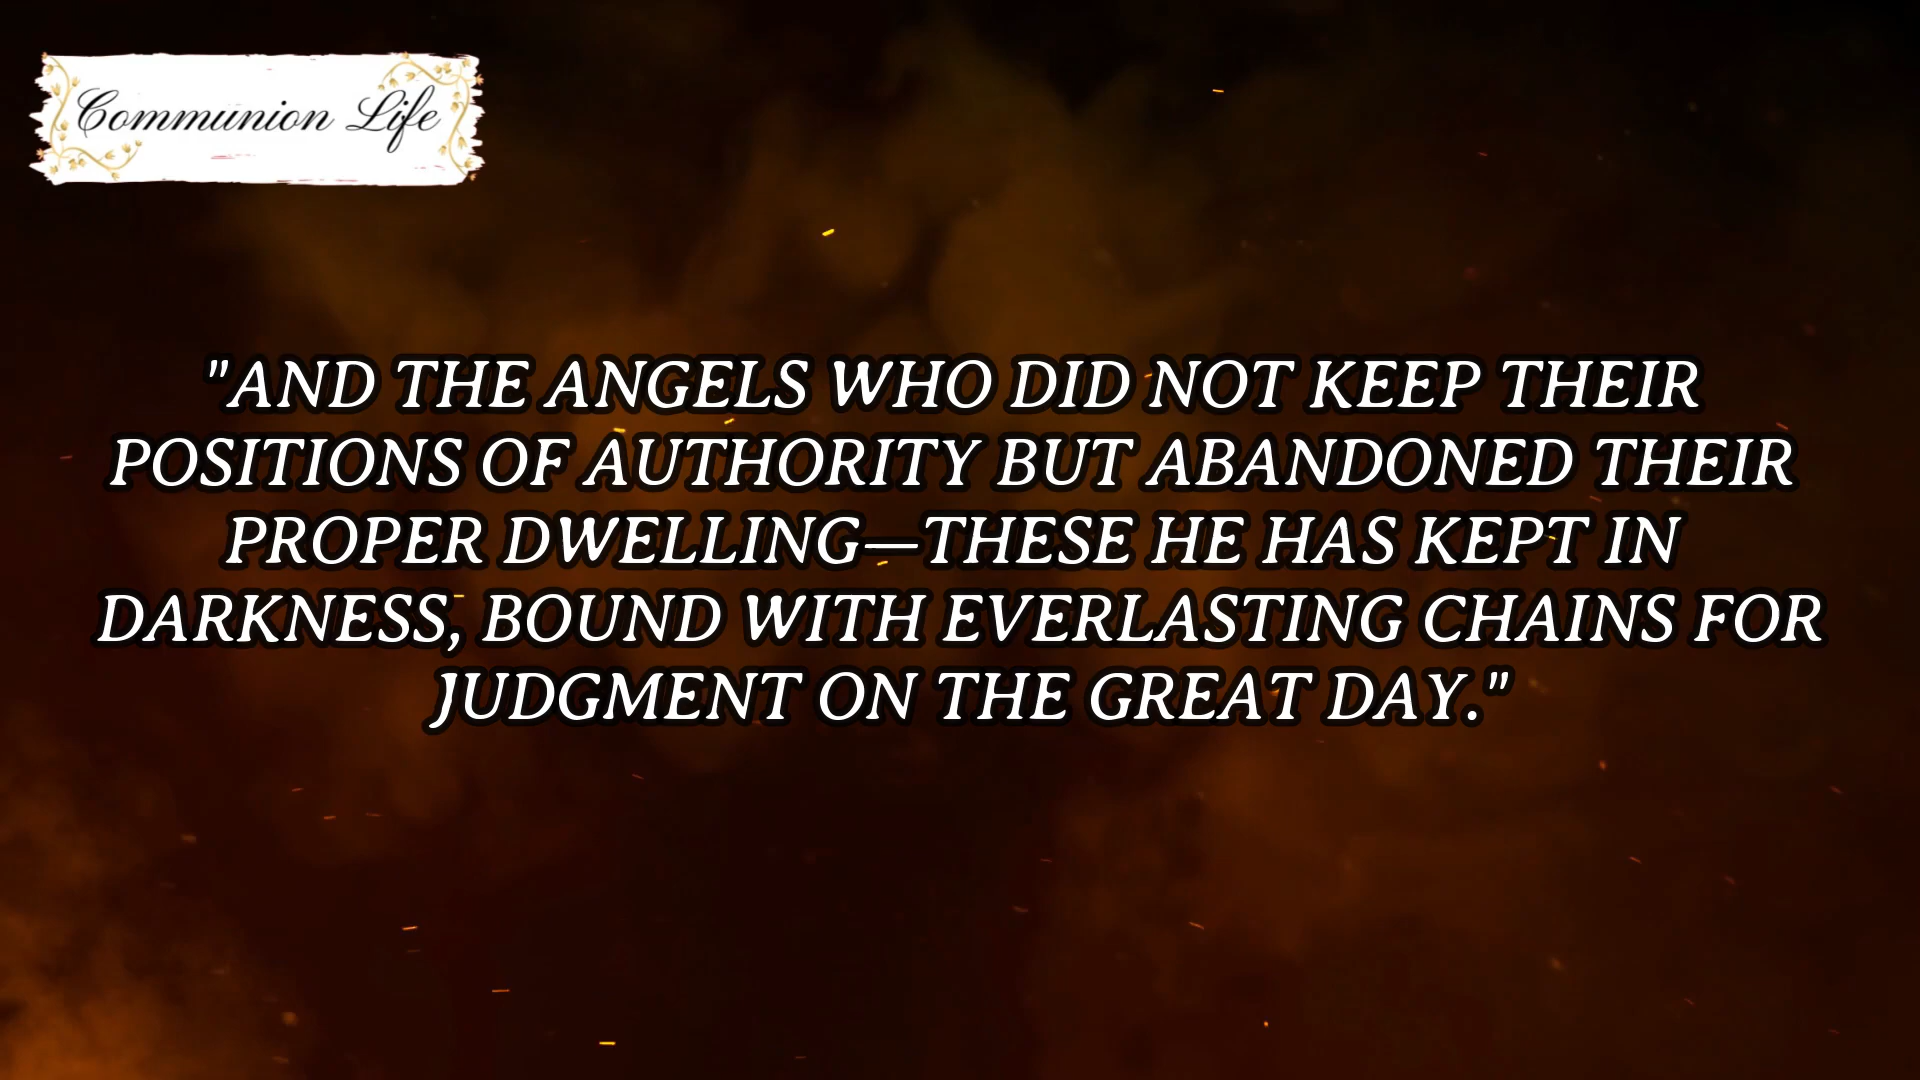 Communion Life
"AND THE ANGELS WHO DID NOT KEEP THEIR
POSITIONS OF AUTHORITY BUT ABANDONED THEIR
PROPER DWELLING—THESE HE HAS KEPT IN
DARKNESS, BOUND WITH EVERLASTING CHAINS FOR
JUDGMENT ON THE GREAT DAY."